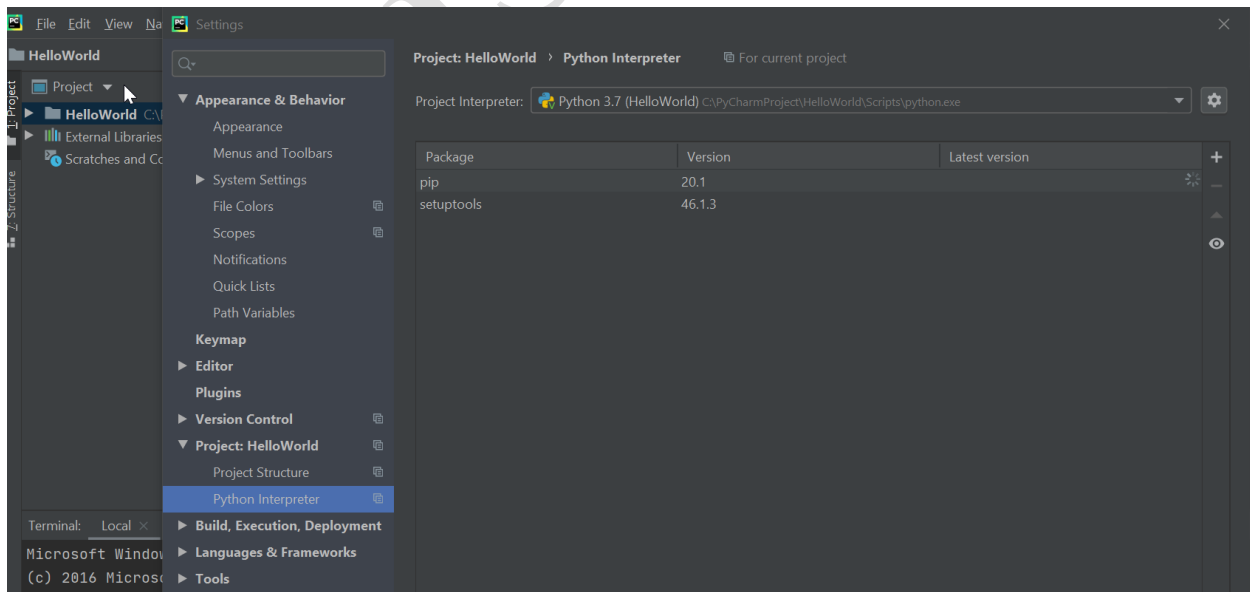 File Edit View Na
Settings
HelloWorld
Project: HelloWorld › Python Interpreter For current project
Project
1: Project
Appearance & Behavior
Project Interpreter: Python 3.7 (HelloWorld) C:\PyCharmProject\HelloWorld\Scripts\python.exe
HelloWorld C:\
Appearance
External Libraries
Menus and Toolbars
Package Version Latest version
Scratches and Co
System Settings
pip 20.1
File Colors
setuptools 46.1.3
Z: Structure
Scopes
Notifications
Quick Lists
Path Variables
Keymap
Editor
Plugins
Version Control
Project: HelloWorld
Project Structure
Python Interpreter
Terminal: Local
Build, Execution, Deployment
Microsoft Window
Languages & Frameworks
(c) 2016 Microso
Tools